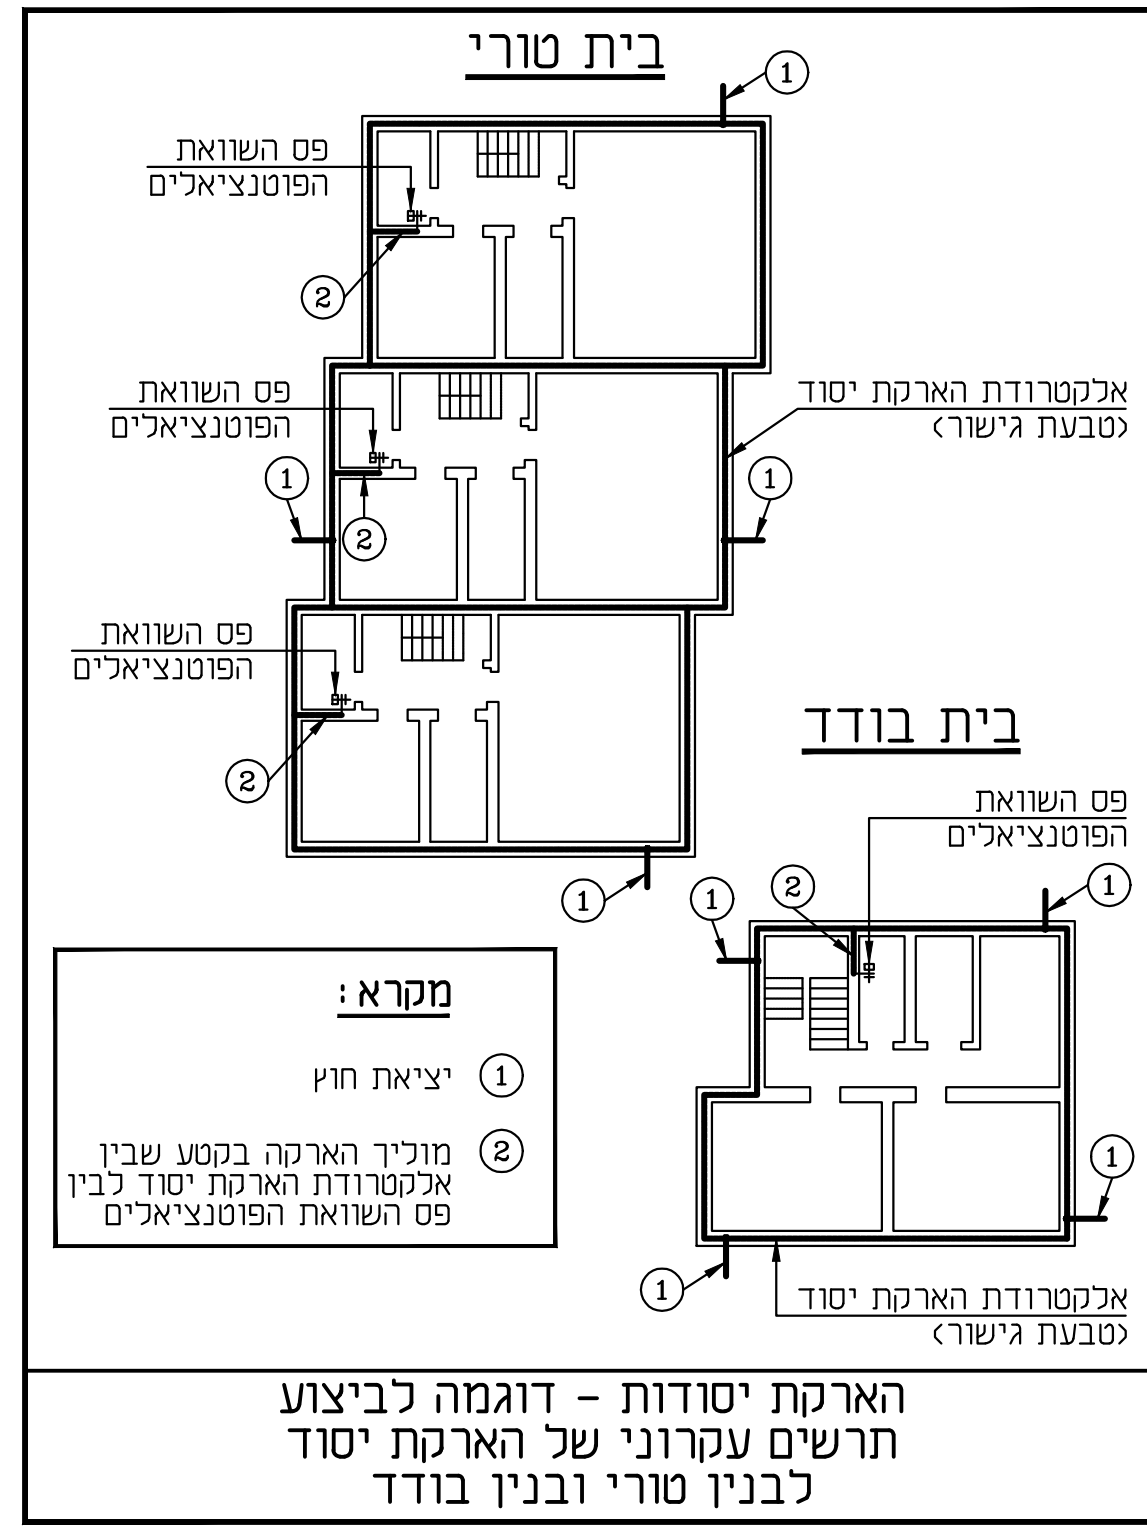 בית טורי
1
פס השוואת
הפוטנציאלים
2
פס השוואת
הפוטנציאלים
אלקטרודת הארקת יסוד
(טבעת גישור)
1
1
2
פס השוואת
הפוטנציאלים
2
1
בית בודד
פס השוואת
הפוטנציאלים
1
2
1
1
1
אלקטרודת הארקת יסוד
(טבעת גישור)
מקרא:
1 יציאת חוץ
2 מוליך הארקה בקטע שבין
אלקטרודת הארקת יסוד לבין
פס השוואת הפוטנציאלים
הארקת יסודות - דוגמה לביצוע
תרשים עקרוני של הארקת יסוד
לבנין טורי ובנין בודד